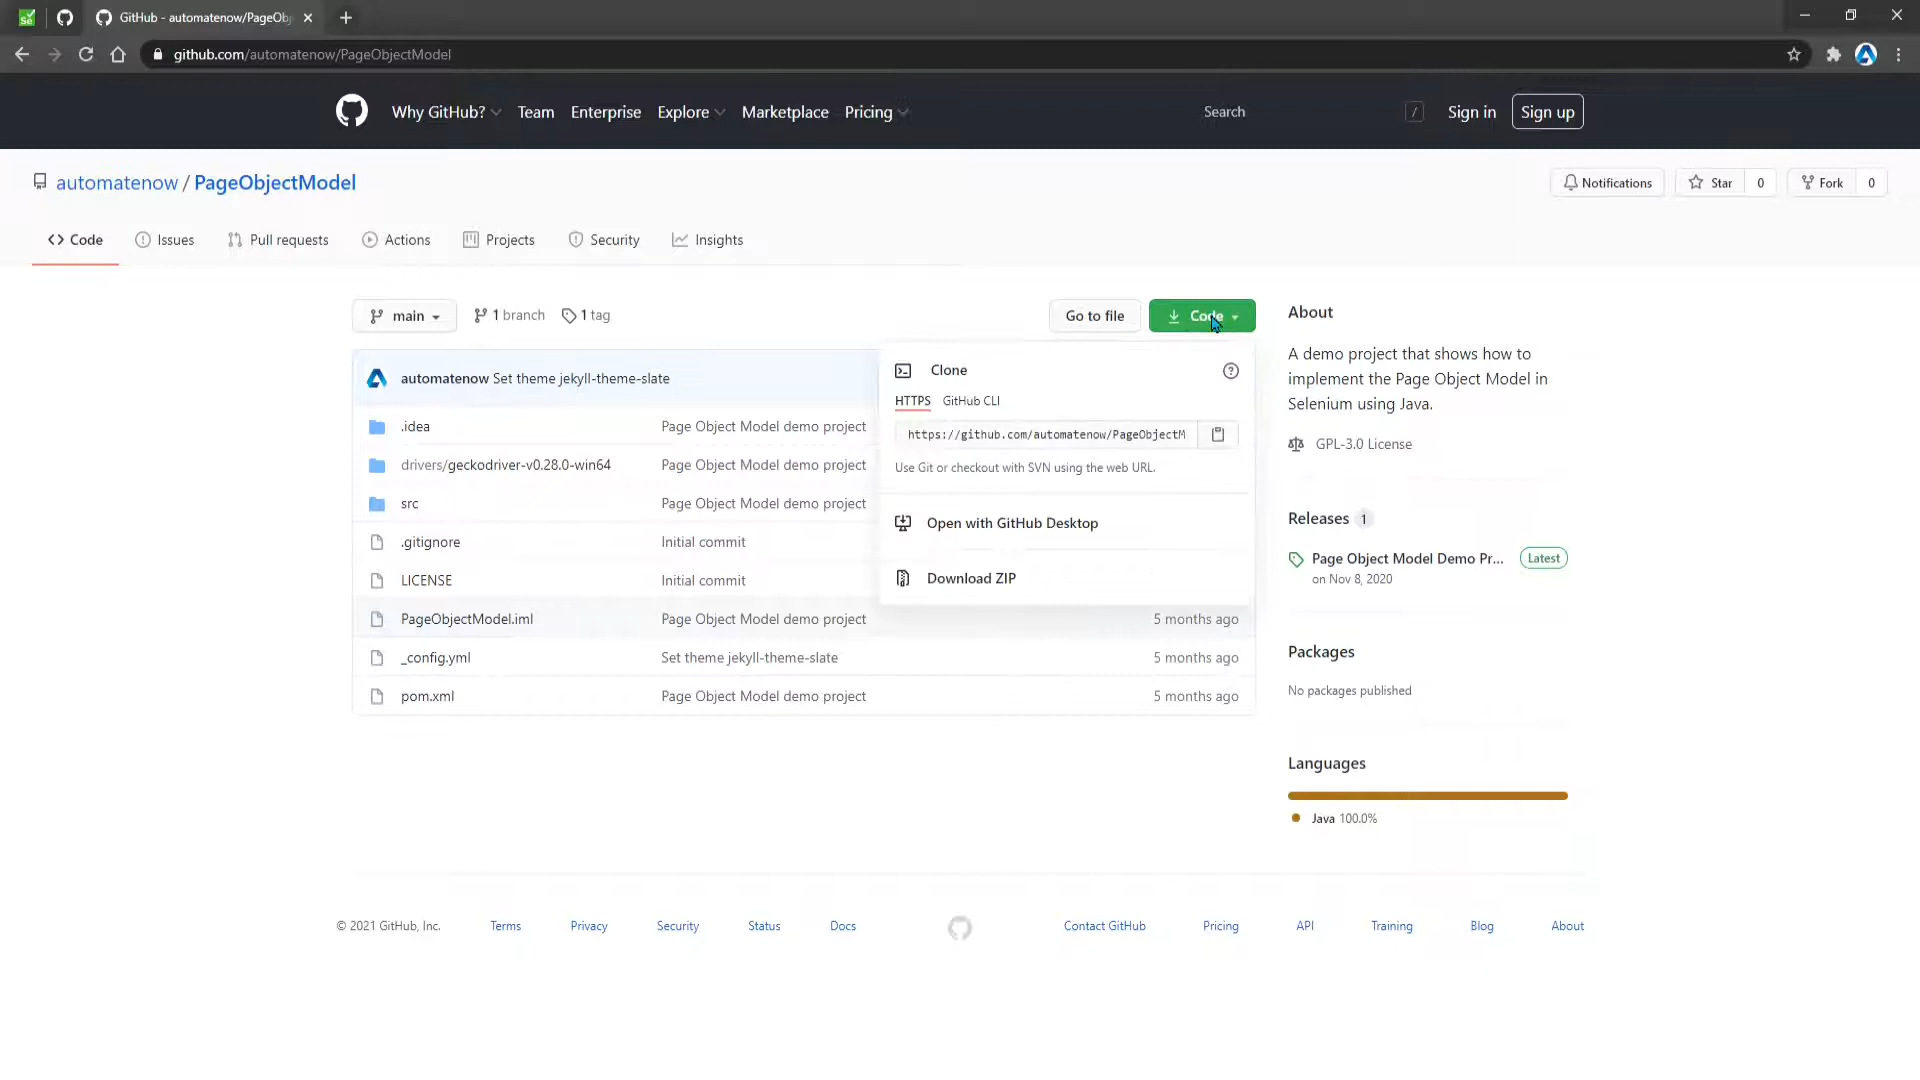 GitHub - automatenow/PageObj
github.com/automatenow/PageObjectModel
Why GitHub? Team Enterprise Explore Marketplace Pricing Search / Sign in Sign up
automatenow / PageObjectModel Notifications Star 0 Fork 0
Code Issues Pull requests Actions Projects Security Insights
main 1 branch 1 tag Go to file Code
automatenow Set theme jekyll-theme-slate
.idea Page Object Model demo project
drivers/geckodriver-v0.28.0-win64 Page Object Model demo project
src Page Object Model demo project
.gitignore Initial commit
LICENSE Initial commit
PageObjectModel.iml Page Object Model demo project 5 months ago
_config.yml Set theme jekyll-theme-slate 5 months ago
pom.xml Page Object Model demo project 5 months ago
Clone
HTTPS GitHub CLI
https://github.com/automatenow/PageObjectM
Use Git or checkout with SVN using the web URL.
Open with GitHub Desktop
Download ZIP
About
A demo project that shows how to
implement the Page Object Model in
Selenium using Java.
GPL-3.0 License
Releases 1
Page Object Model Demo Pr... Latest
on Nov 8, 2020
Packages
No packages published
Languages
Java 100.0%
© 2021 GitHub, Inc. Terms Privacy Security Status Docs Contact GitHub Pricing API Training Blog About